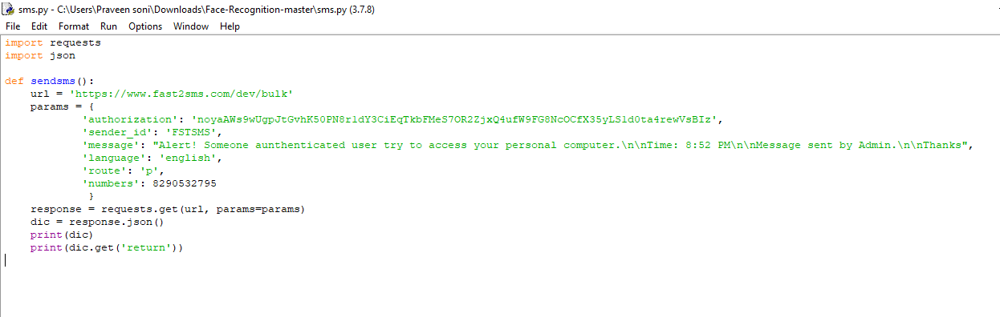 sms.py - C:\Users\Praveen soni\Downloads\Face-Recognition-master\sms.py (3.7.8)
File Edit Format Run Options Window Help
import requests
import json
def sendsms():
    url = 'https://www.fast2sms.com/dev/bulk'
    params = {
            'authorization': 'noyaAWs9wUgpJtGvhK50PN8rldY3CiEqTkbFMeS7OR2ZjxQ4ufW9FG8NcOCfX35yLSld0ta4rewVsBIz',
            'sender_id': 'FSTSMS',
            'message': "Alert! Someone aunthenticated user try to access your personal computer.\n\nTime: 8:52 PM\n\nMessage sent by Admin.\n\nThanks",
            'language': 'english',
            'route': 'p',
            'numbers': 8290532795
             }
    response = requests.get(url, params=params)
    dic = response.json()
    print(dic)
    print(dic.get('return'))